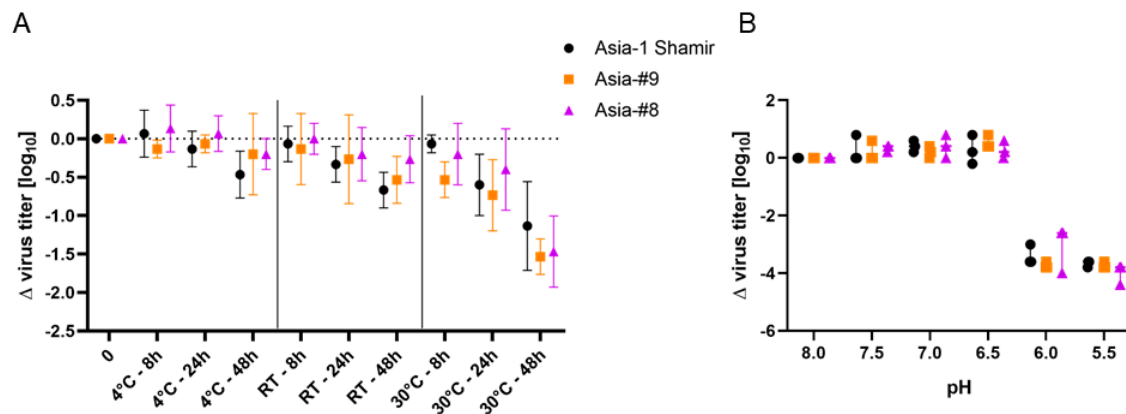 A
Asia-1 Shamir
Asia-#9
Asia-#8
Δ virus titer [log₁₀]
0.5
0.0
-0.5
-1.0
-1.5
-2.0
-2.5
0
4°C - 8h
4°C - 24h
4°C - 48h
RT - 8h
RT - 24h
RT - 48h
30°C - 8h
30°C - 24h
30°C - 48h
B
Δ virus titer [log₁₀]
2
0
-2
-4
-6
8.0 7.5 7.0 6.5 6.0 5.5
pH